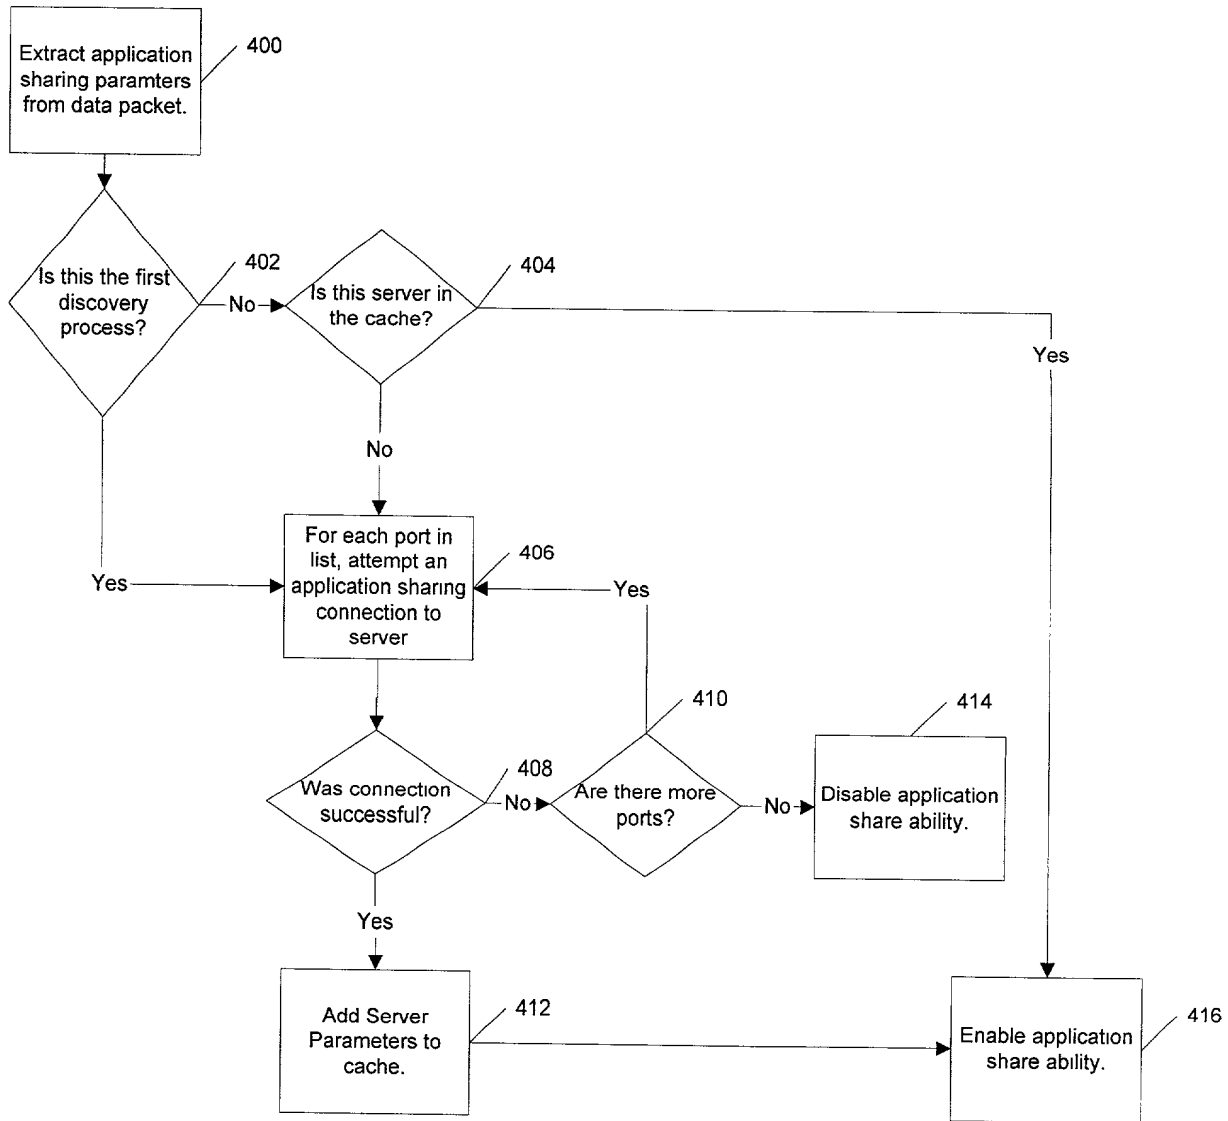 Extract application
sharing paramters
from data packet.
400
Is this the first
discovery
process?
402
No
Is this server in
the cache?
404
Yes
No
For each port in
list, attempt an
application sharing
connection to
server
406
Yes
Yes
Was connection
successful?
408
No
Are there more
ports?
410
No
Disable application
share ability.
414
Yes
Add Server
Parameters to
cache.
412
Enable application
share ability.
416